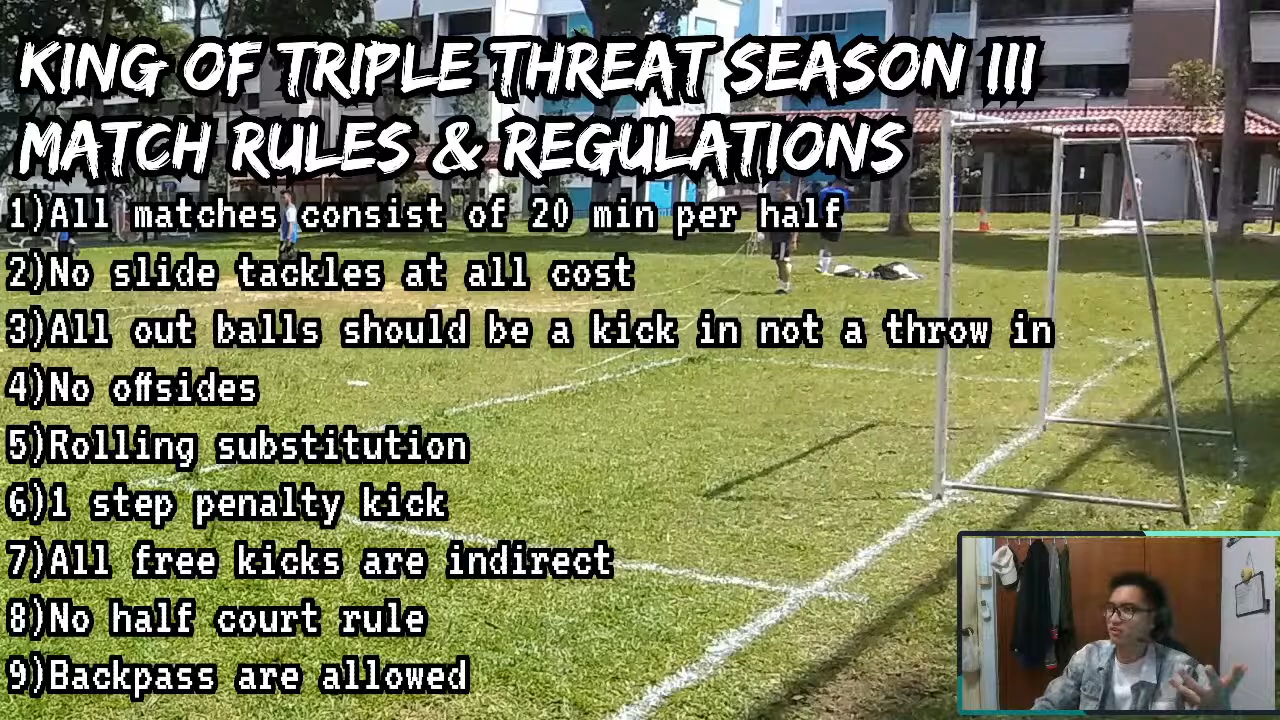 KING OF TRIPLE THREAT SEASON III
MATCH RULES & REGULATIONS
1)All matches consist of 20 min per half
2)No slide tackles at all cost
3)All out balls should be a kick in not a throw in
4)No offsides
5)Rolling substitution
6)1 step penalty kick
7)All free kicks are indirect
8)No half court rule
9)Backpass are allowed